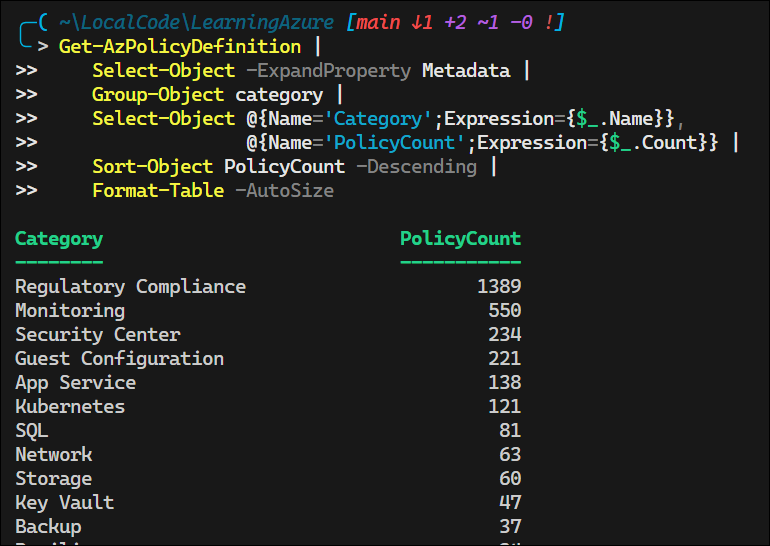 ~\LocalCode\LearningAzure [main ↓1 +2 ~1 -0 !]
> Get-AzPolicyDefinition |
>> Select-Object -ExpandProperty Metadata |
>> Group-Object category |
>> Select-Object @{Name='Category';Expression={$_.Name}},
>> @{Name='PolicyCount';Expression={$_.Count}} |
>> Sort-Object PolicyCount -Descending |
>> Format-Table -AutoSize
Category PolicyCount
-------- -----------
Regulatory Compliance 1389
Monitoring 550
Security Center 234
Guest Configuration 221
App Service 138
Kubernetes 121
SQL 81
Network 63
Storage 60
Key Vault 47
Backup 37